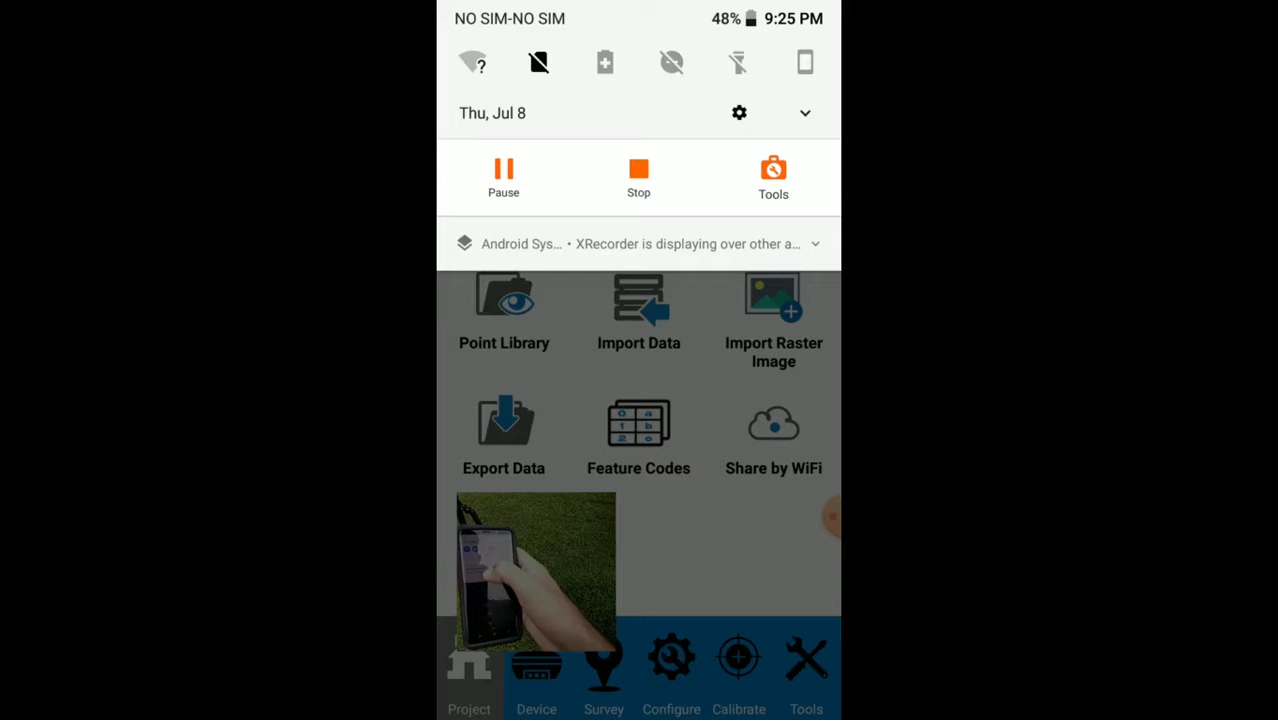 NO SIM-NO SIM 48% 9:25 PM
Thu, Jul 8
Pause Stop Tools
Android Sys... • XRecorder is displaying over other a...
Point Library Import Data Import Raster
Image
Export Data Feature Codes Share by WiFi
Project Device Survey Configure Calibrate Tools